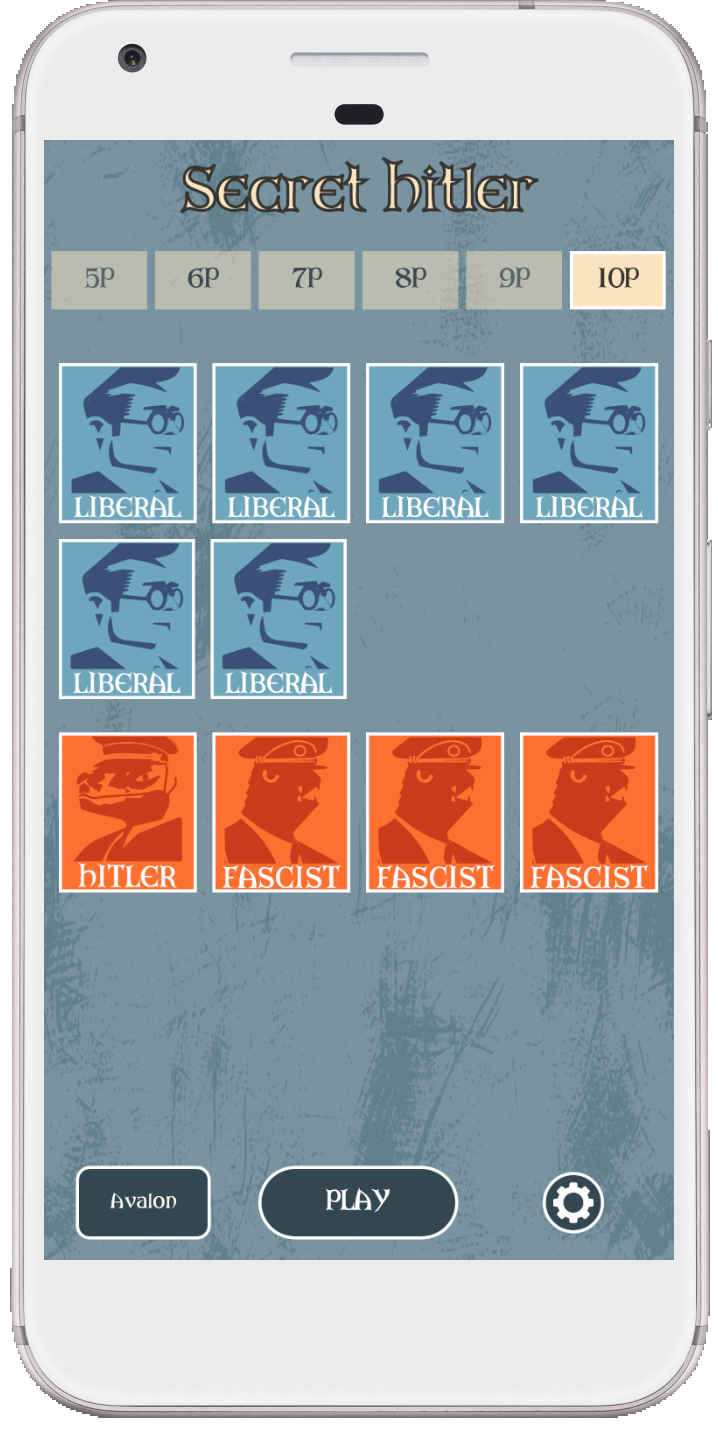 Secret hitler
5P 6P 7P 8P 9P 10P
LIBERAL LIBERAL LIBERAL LIBERAL
LIBERAL LIBERAL
hITLER FASCIST FASCIST FASCIST
Avalon PLAY